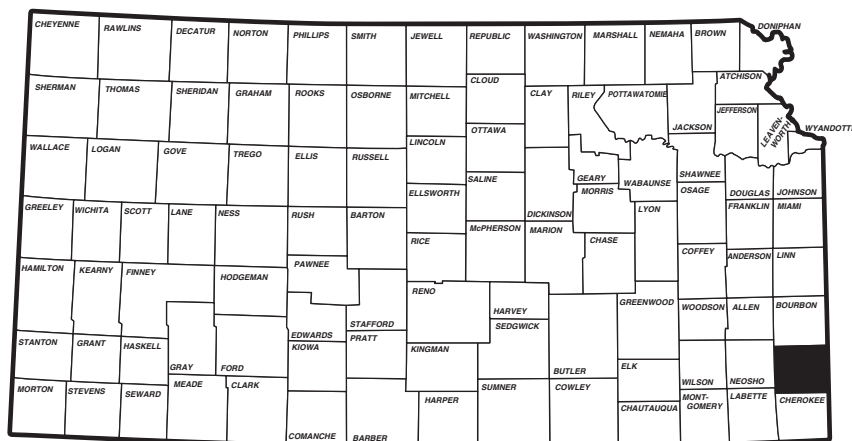 CHEYENNE
RAWLINS
DECATUR
NORTON
PHILLIPS
SMITH
JEWELL
REPUBLIC
WASHINGTON
MARSHALL
NEMAHA
BROWN
DONIPHAN
SHERMAN
THOMAS
SHERIDAN
GRAHAM
ROOKS
OSBORNE
MITCHELL
CLOUD
CLAY
RILEY
POTTAWATOMIE
ATCHISON
JACKSON
JEFFERSON
LEAVEN-
WORTH
WYANDOTTE
WALLACE
LOGAN
GOVE
TREGO
ELLIS
RUSSELL
LINCOLN
OTTAWA
SALINE
GEARY
WABAUNSE
SHAWNEE
DOUGLAS
JOHNSON
GREELEY
WICHITA
SCOTT
LANE
NESS
RUSH
BARTON
ELLSWORTH
DICKINSON
MORRIS
LYON
OSAGE
FRANKLIN
MIAMI
HAMILTON
KEARNY
FINNEY
HODGEMAN
PAWNEE
RICE
McPHERSON
MARION
CHASE
COFFEY
ANDERSON
LINN
STANTON
GRANT
HASKELL
GRAY
FORD
EDWARDS
KIOWA
STAFFORD
PRATT
RENO
KINGMAN
HARVEY
SEDGWICK
BUTLER
GREENWOOD
WOODSON
ALLEN
BOURBON
MORTON
STEVENS
SEWARD
MEADE
CLARK
COMANCHE
BARBER
HARPER
SUMNER
COWLEY
ELK
CHAUTAUQUA
WILSON
MONT-
GOMERY
NEOSHO
LABETTE
CHEROKEE